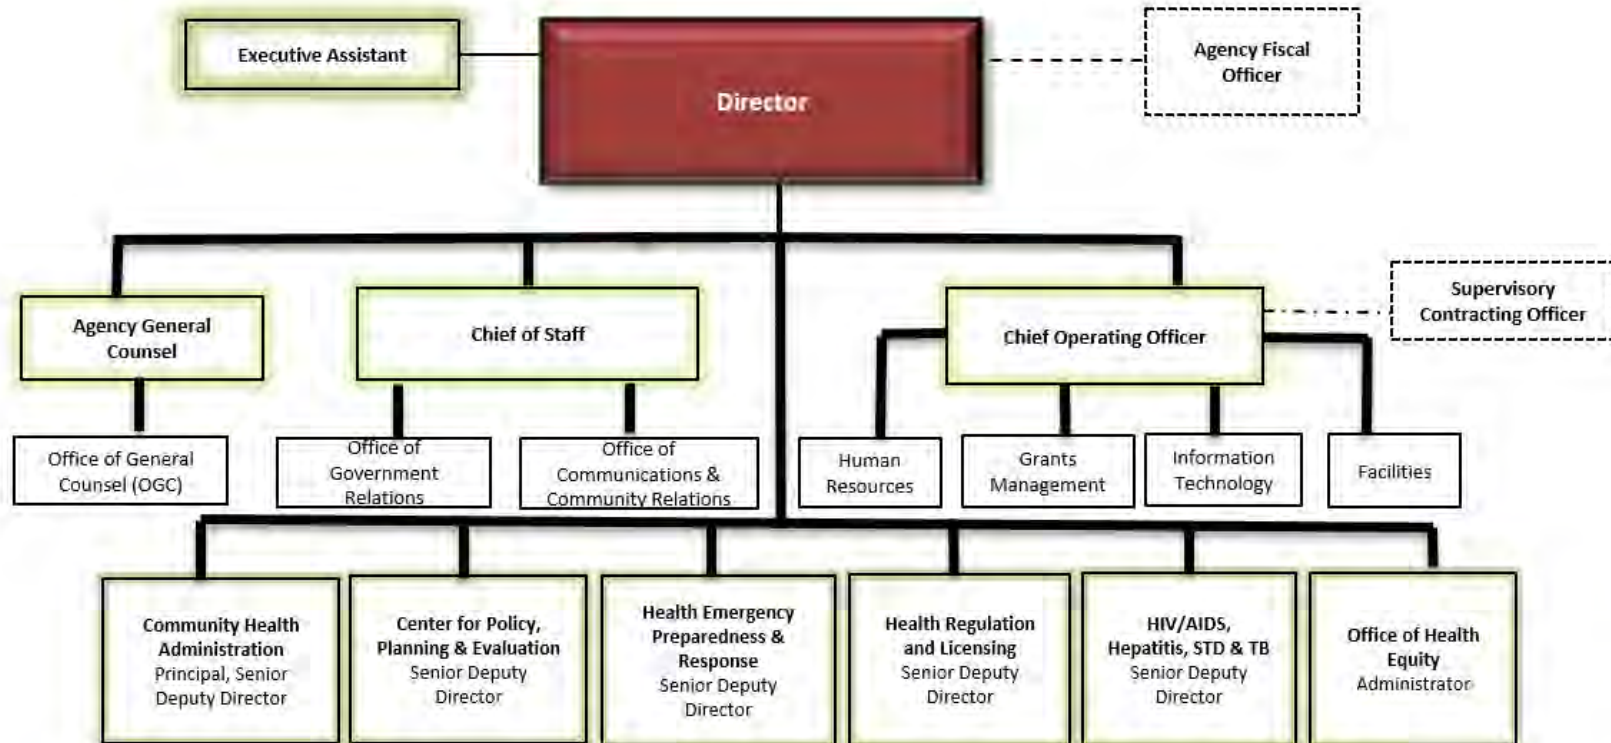 Executive Assistant
Director
Agency Fiscal
Officer
Agency General
Counsel
Chief of Staff
Chief Operating Officer
Supervisory
Contracting Officer
Office of General
Counsel (OGC)
Office of
Government
Relations
Office of
Communications &
Community Relations
Human
Resources
Grants
Management
Information
Technology
Facilities
Community Health
Administration
Principal, Senior
Deputy Director
Center for Policy,
Planning & Evaluation
Senior Deputy
Director
Health Emergency
Preparedness &
Response
Senior Deputy
Director
Health Regulation
and Licensing
Senior Deputy
Director
HIV/AIDS,
Hepatitis, STD & TB
Senior Deputy
Director
Office of Health
Equity
Administrator